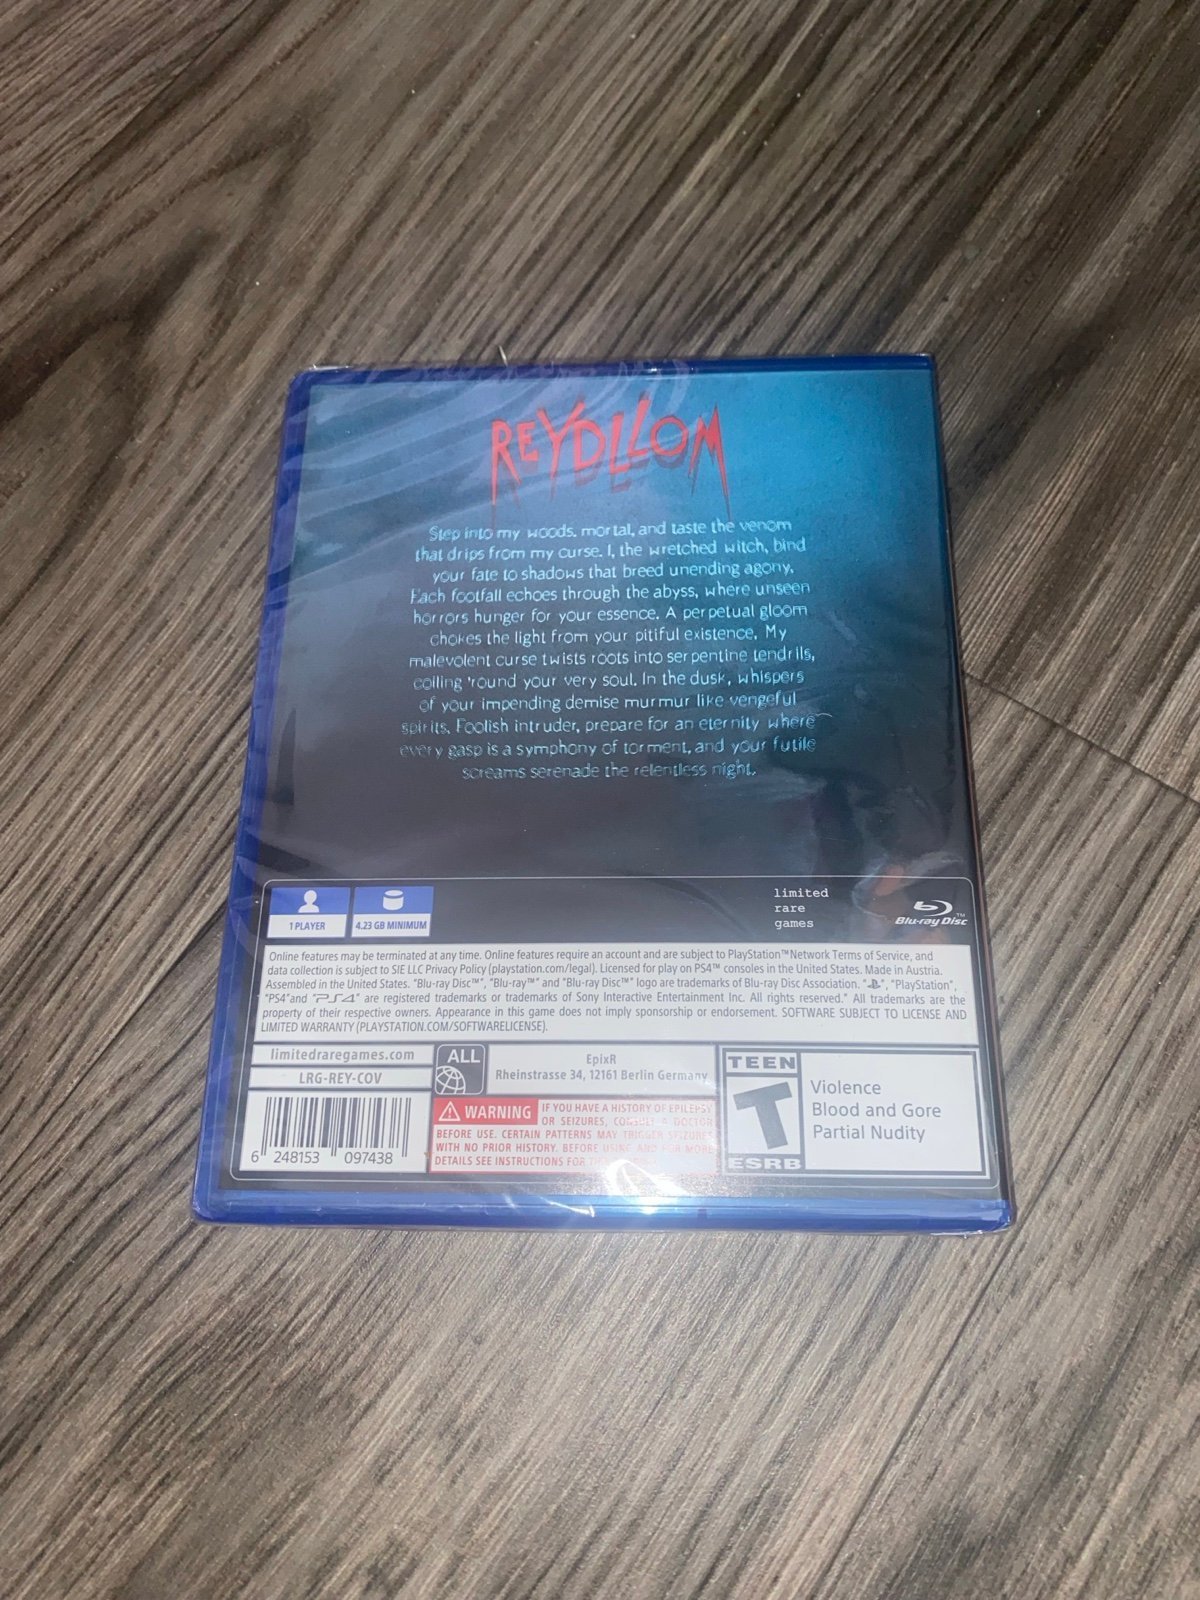 REYDLLOM
Step into my woods, mortal, and taste the venom
that drips from my curse. I, the wretched witch, bind
your fate to shadows that breed unending agony.
Each footfall echoes through the abyss, where unseen
horrors hunger for your essence. A perpetual gloom
chokes the light from your pitiful existence. My
malevolent curse twists roots into serpentine tendrils,
coiling 'round your very soul. In the dusk, whispers
of your impending demise murmur like vengeful
spirits. Foolish intruder, prepare for an eternity where
every gasp is a symphony of torment, and your futile
screams serenade the relentless night.
1 PLAYER
4.23 GB MINIMUM
limited
rare
games
Blu-ray Disc™
Online features may be terminated at any time. Online features require an account and are subject to PlayStation™Network Terms of Service, and
data collection is subject to SIE LLC Privacy Policy (playstation.com/legal). Licensed for play on PS4™ consoles in the United States. Made in Austria.
Assembled in the United States. "Blu-ray Disc™", "Blu-ray™" and "Blu-ray Disc™" logo are trademarks of Blu-ray Disc Association. "PS", "PlayStation",
"PS4"and "PS4" are registered trademarks or trademarks of Sony Interactive Entertainment Inc. All rights reserved." All trademarks are the
property of their respective owners. Appearance in this game does not imply sponsorship or endorsement. SOFTWARE SUBJECT TO LICENSE AND
LIMITED WARRANTY (PLAYSTATION.COM/SOFTWARELICENSE).
limitedraregames.com
LRG-REY-COV
6 248153 097438
ALL
EpixR
Rheinstrasse 34, 12161 Berlin Germany
WARNING IF YOU HAVE A HISTORY OF EPILEPSY
OR SEIZURES, CONSULT A DOCTOR
BEFORE USE. CERTAIN PATTERNS MAY TRIGGER SEIZURES
WITH NO PRIOR HISTORY. BEFORE USING AND FOR MORE
DETAILS SEE INSTRUCTIONS FOR
TEEN
T
ESRB
Violence
Blood and Gore
Partial Nudity